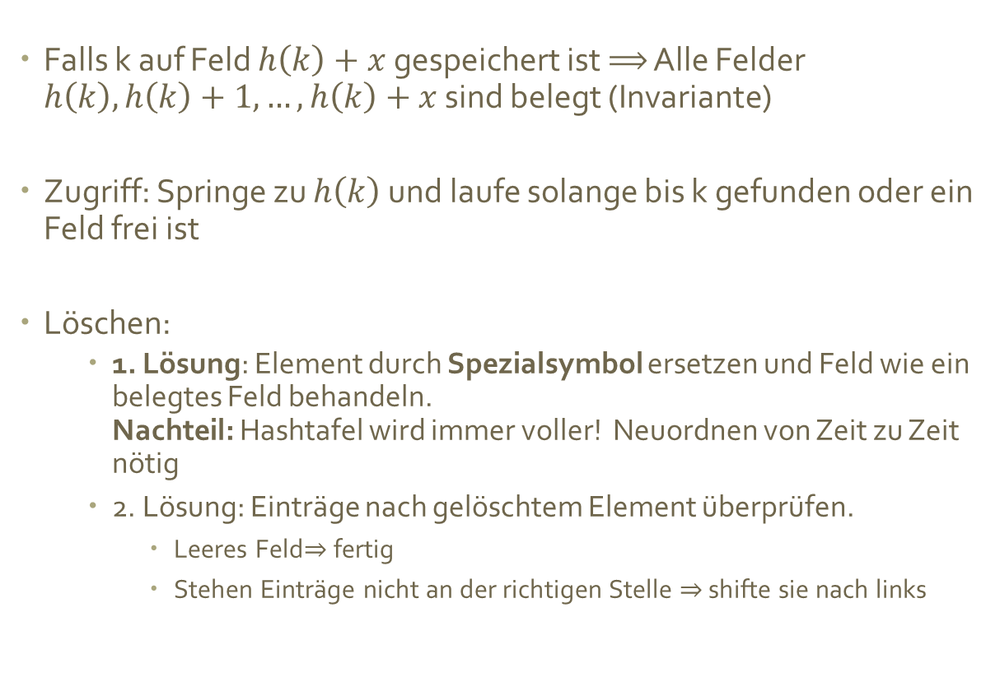 • Falls k auf Feld h(k) + x gespeichert ist ⟹ Alle Felder
h(k), h(k) + 1, … , h(k) + x sind belegt (Invariante)
• Zugriff: Springe zu h(k) und laufe solange bis k gefunden oder ein
Feld frei ist
• Löschen:
• 1. Lösung: Element durch Spezialsymbol ersetzen und Feld wie ein
belegtes Feld behandeln.
Nachteil: Hashtafel wird immer voller! Neuordnen von Zeit zu Zeit
nötig
• 2. Lösung: Einträge nach gelöschtem Element überprüfen.
• Leeres Feld⇒ fertig
• Stehen Einträge nicht an der richtigen Stelle ⇒ shifte sie nach links